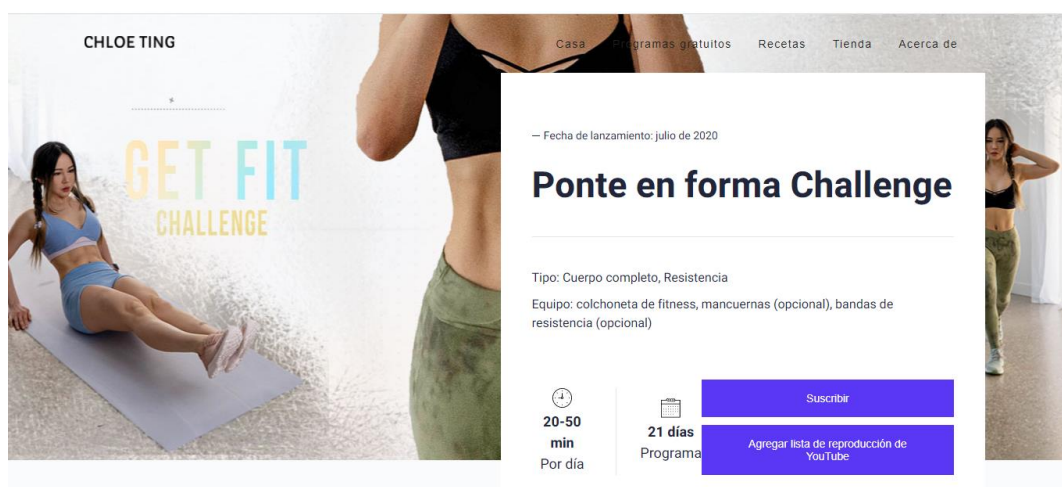 CHLOE TING
Casa Programas gratuitos Recetas Tienda Acerca de
GET FIT
CHALLENGE
— Fecha de lanzamiento: julio de 2020
Ponte en forma Challenge
Tipo: Cuerpo completo, Resistencia
Equipo: colchoneta de fitness, mancuernas (opcional), bandas de
resistencia (opcional)
20-50
min
Por día
21 días
Programa
Suscribir
Agregar lista de reproducción de
YouTube